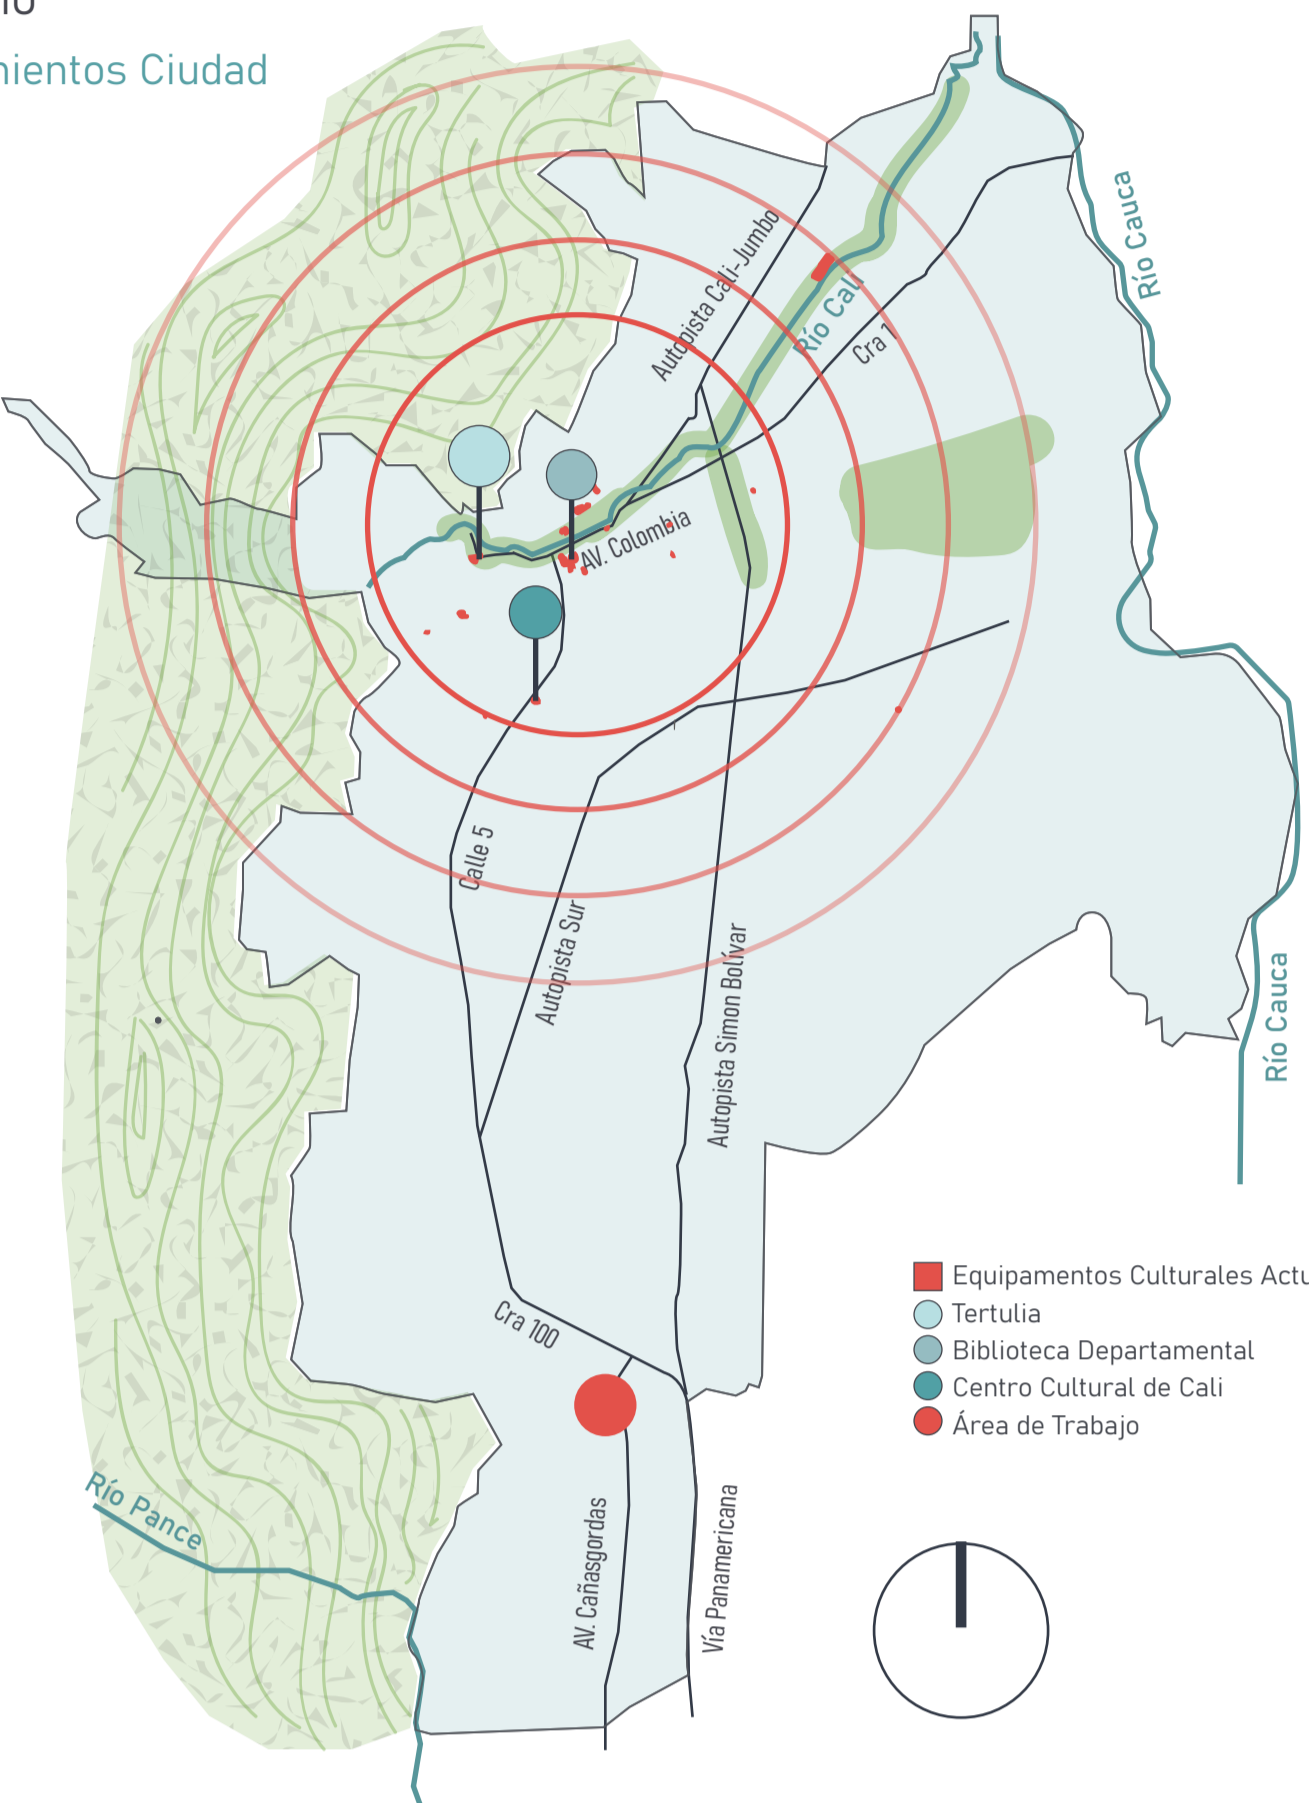 mientos Ciudad
Río Cauca
Autopista Cali-Jumbo
Río Cali
Cra 1
AV. Colombia
Calle 5
Autopista Sur
Autopista Simon Bolívar
Río Cauca
Equipamentos Culturales Actu
Tertulia
Biblioteca Departamental
Centro Cultural de Cali
Área de Trabajo
Cra 100
Río Pance
AV. Cañasgordas
Vía Panamericana